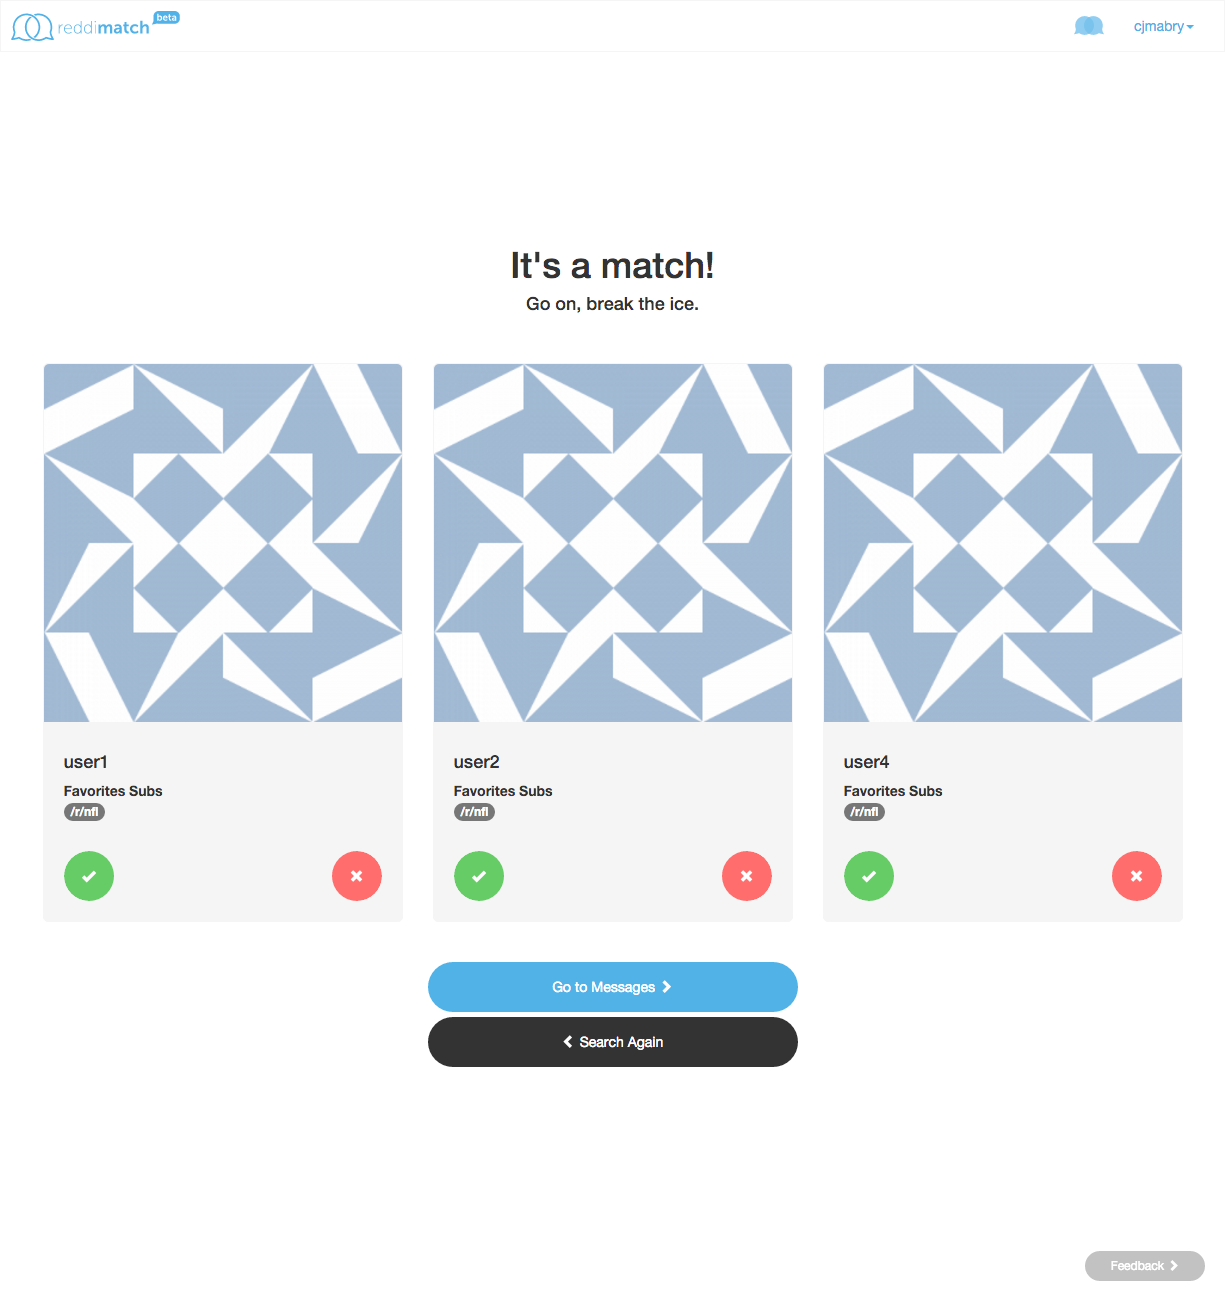 reddimatch beta
cjmabry
It's a match!
Go on, break the ice.
user1
Favorites Subs
/r/nfl
user2
Favorites Subs
/r/nfl
user4
Favorites Subs
/r/nfl
Go to Messages
Search Again
Feedback